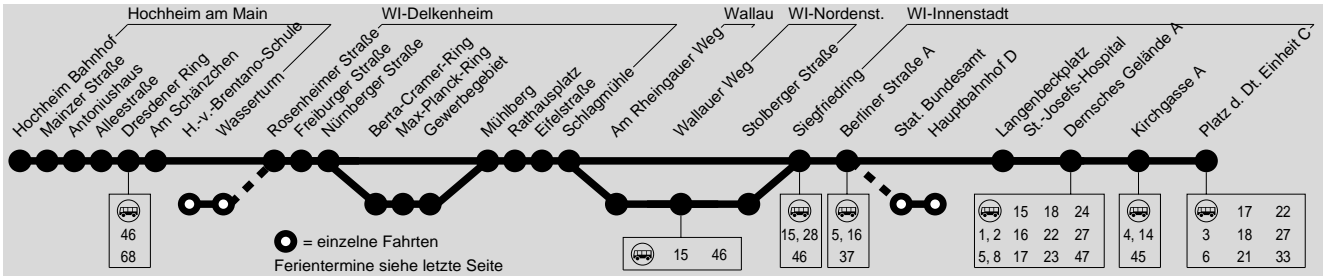 Hochheim am Main
WI-Delkenheim
Wallau
WI-Nordenst.
WI-Innenstadt
Hochheim Bahnhof
Mainzer Straße
Antoniushaus
Alleestraße
Dresdener Ring
Am Schänzchen
H.-v.-Brentano-Schule
Wasserturm
Rosenheimer Straße
Freiburger Straße
Nürnberger Straße
Berta-Cramer-Ring
Max-Planck-Ring
Gewerbegebiet
Mühlberg
Rathausplatz
Eifelstraße
Schlagmühle
Am Rheingauer Weg
Wallauer Weg
Stolberger Straße
Siegfriedring
Berliner Straße A
Stat. Bundesamt
Hauptbahnhof D
Langenbeckplatz
St.-Josefs-Hospital
Dernsches Gelände A
Kirchgasse A
Platz d. Dt. Einheit C
46
68
15 46
15, 28
46
5, 16
37
15 18 24
1, 2 16 22 27
5, 8 17 23 47
4, 14
45
17 22
3 18 27
6 21 33
= einzelne Fahrten
Ferientermine siehe letzte Seite